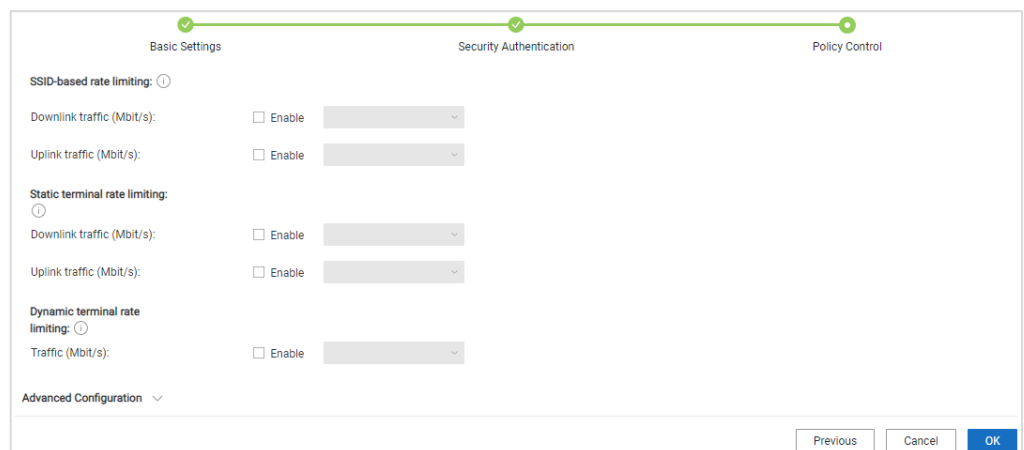 Basic Settings
Security Authentication
Policy Control
SSID-based rate limiting:
Downlink traffic (Mbit/s):
Enable
Uplink traffic (Mbit/s):
Enable
Static terminal rate limiting:
Downlink traffic (Mbit/s):
Enable
Uplink traffic (Mbit/s):
Enable
Dynamic terminal rate
limiting:
Traffic (Mbit/s):
Enable
Advanced Configuration
Previous
Cancel
OK